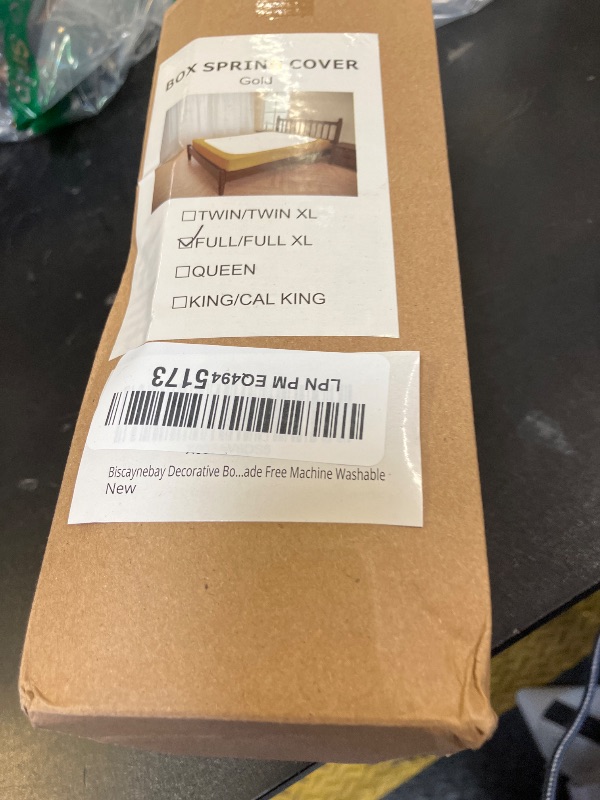 BOX SPRING COVER
Gold
TWIN/TWIN XL
FULL/FULL XL
QUEEN
KING/CAL KING
LPN PM EQ4945173
Biscaynebay Decorative Bo...ade Free Machine Washable
New